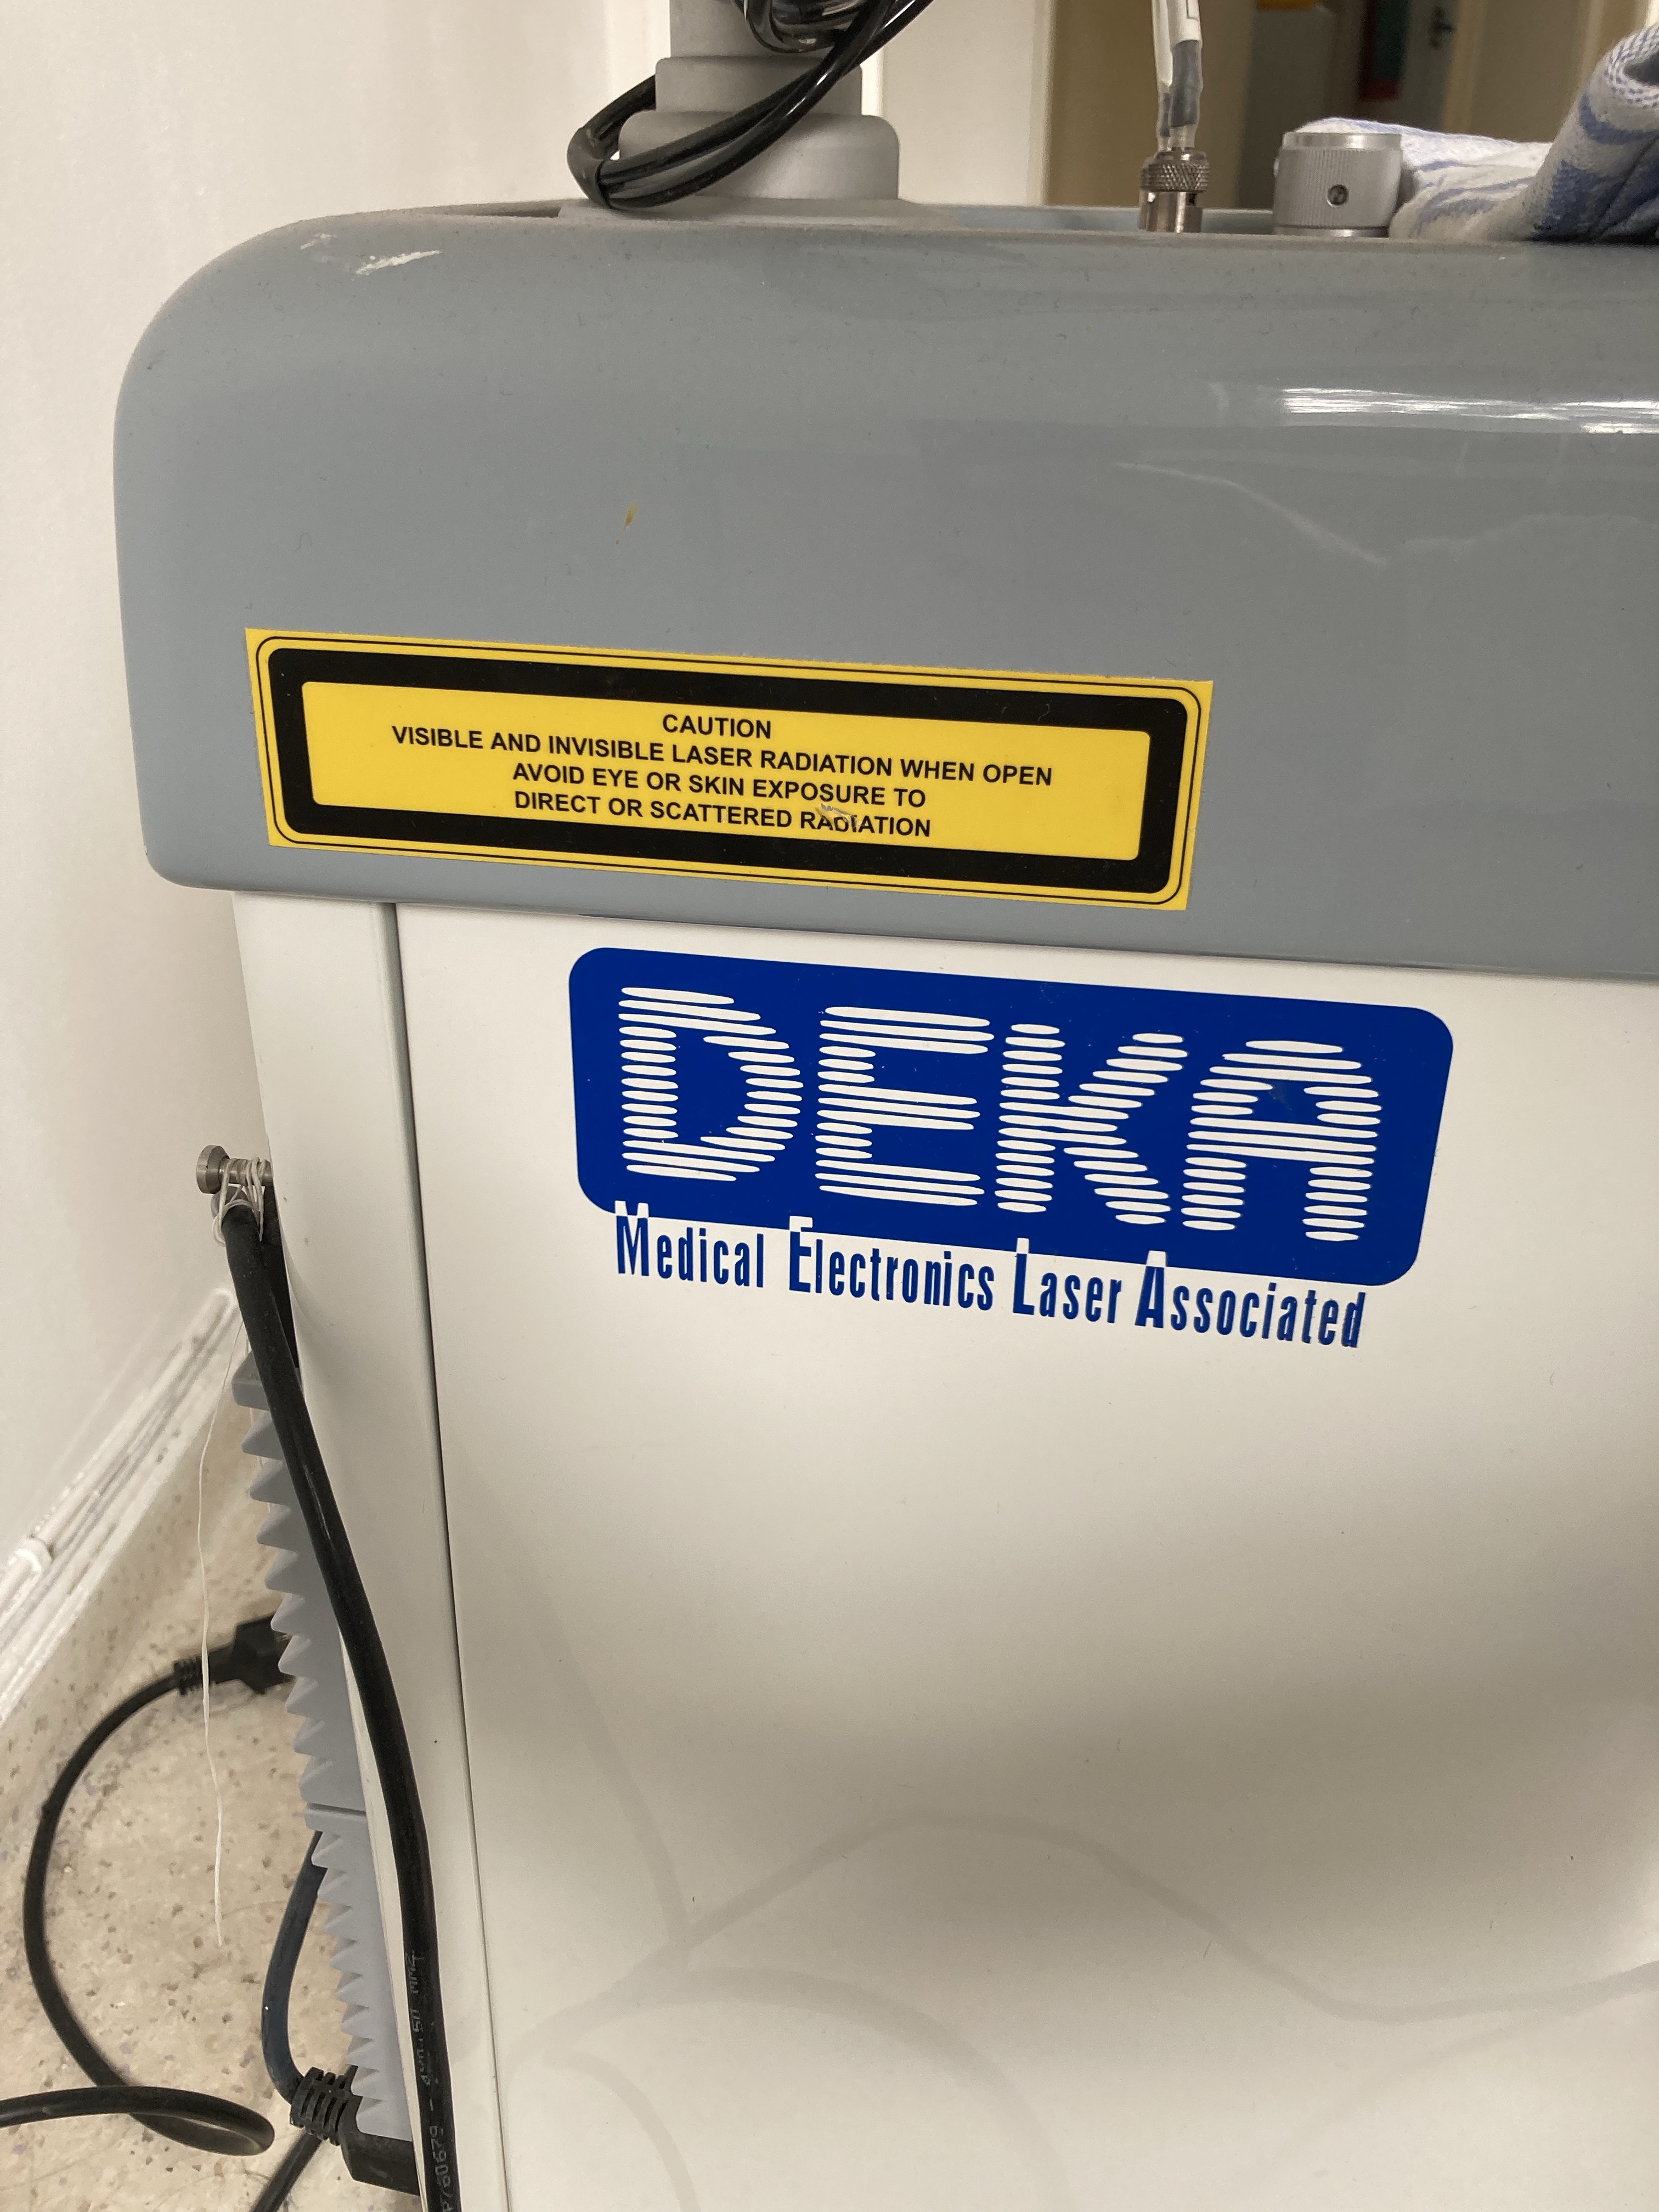 CAUTION
VISIBLE AND INVISIBLE LASER RADIATION WHEN OPEN
AVOID EYE OR SKIN EXPOSURE TO
DIRECT OR SCATTERED RADIATION
DEKA
Medical Electronics Laser Associated